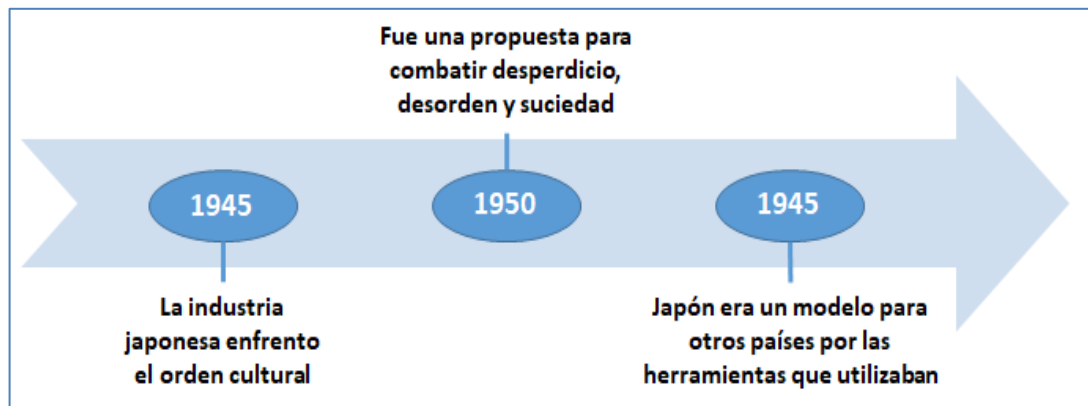 Fue una propuesta para
combatir desperdicio,
desorden y suciedad
1945
1950
1945
La industria
japonesa enfrento
el orden cultural
Japón era un modelo para
otros países por las
herramientas que utilizaban